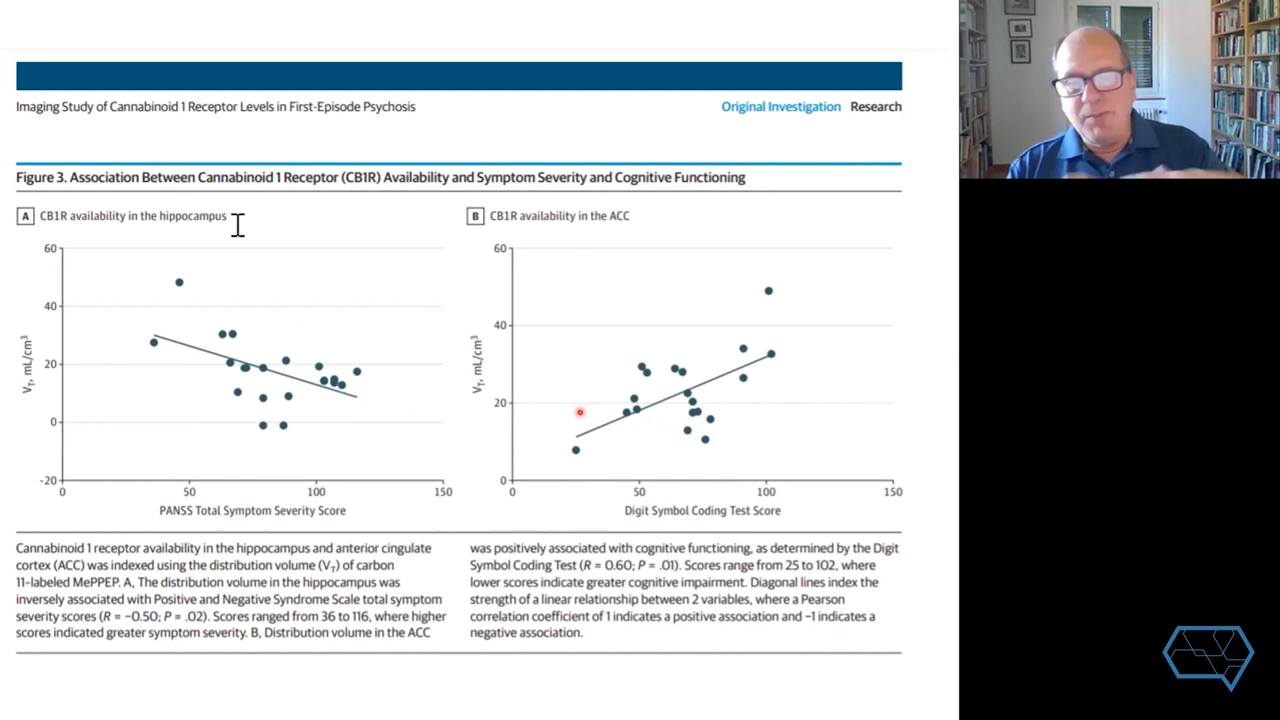 Imaging Study of Cannabinoid 1 Receptor Levels in First-Episode Psychosis
Original Investigation Research
Figure 3. Association Between Cannabinoid 1 Receptor (CB1R) Availability and Symptom Severity and Cognitive Functioning
A CB1R availability in the hippocampus
60
40
20
0
-20
VT, mL/cm3
0 50 100 150
PANSS Total Symptom Severity Score
B CB1R availability in the ACC
60
40
20
0
VT, mL/cm3
0 50 100 150
Digit Symbol Coding Test Score
Cannabinoid 1 receptor availability in the hippocampus and anterior cingulate
cortex (ACC) was indexed using the distribution volume (VT) of carbon
11-labeled MePPEP. A, The distribution volume in the hippocampus was
inversely associated with Positive and Negative Syndrome Scale total symptom
severity scores (R = −0.50; P = .02). Scores ranged from 36 to 116, where higher
scores indicated greater symptom severity. B, Distribution volume in the ACC
was positively associated with cognitive functioning, as determined by the Digit
Symbol Coding Test (R = 0.60; P = .01). Scores range from 25 to 102, where
lower scores indicate greater cognitive impairment. Diagonal lines index the
strength of a linear relationship between 2 variables, where a Pearson
correlation coefficient of 1 indicates a positive association and −1 indicates a
negative association.